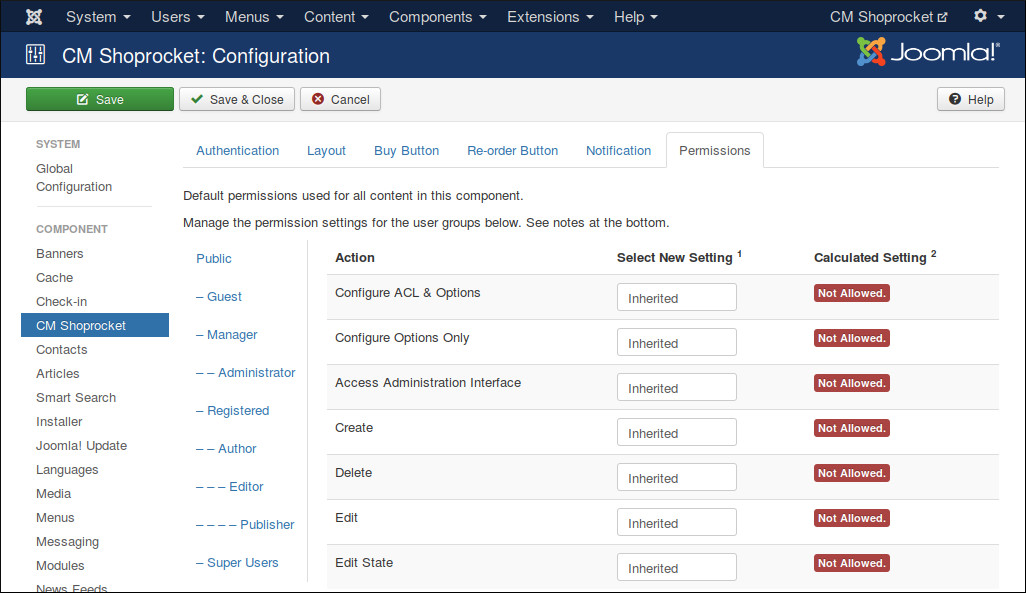 System Users Menus Content Components Extensions Help CM Shoprocket
CM Shoprocket: Configuration Joomla!®
Save Save & Close Cancel Help
SYSTEM
Global
Configuration
COMPONENT
Banners
Cache
Check-in
CM Shoprocket
Contacts
Articles
Smart Search
Installer
Joomla! Update
Languages
Media
Menus
Messaging
Modules
News Feeds
Authentication Layout Buy Button Re-order Button Notification Permissions
Default permissions used for all content in this component.
Manage the permission settings for the user groups below. See notes at the bottom.
Public
– Guest
– Manager
– – Administrator
– Registered
– – Author
– – – Editor
– – – – Publisher
– Super Users
Action Select New Setting 1 Calculated Setting 2
Configure ACL & Options Inherited Not Allowed.
Configure Options Only Inherited Not Allowed.
Access Administration Interface Inherited Not Allowed.
Create Inherited Not Allowed.
Delete Inherited Not Allowed.
Edit Inherited Not Allowed.
Edit State Inherited Not Allowed.